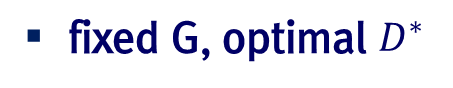 ▪ fixed G, optimal D*